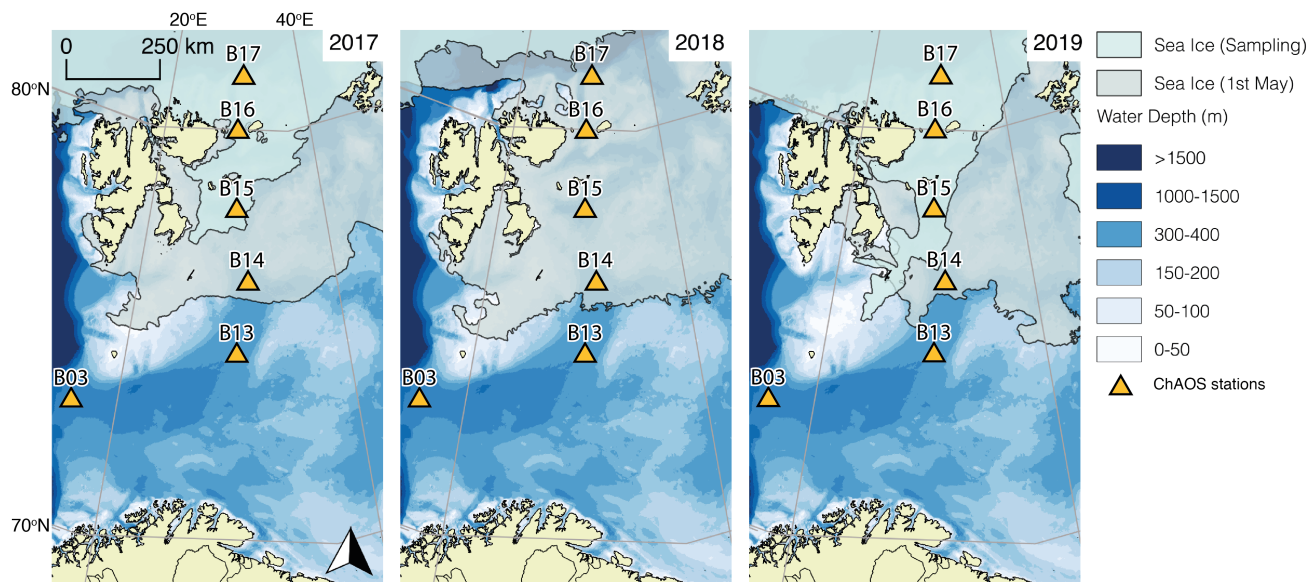 20°E
40°E
0
250 km
2017
B17
80°N
B16
B15
B14
B13
B03
70°N
2018
B17
B16
B15
B14
B13
B03
2019
B17
B16
B15
B14
B13
B03
Sea Ice (Sampling)
Sea Ice (1st May)
Water Depth (m)
>1500
1000-1500
300-400
150-200
50-100
0-50
ChAOS stations